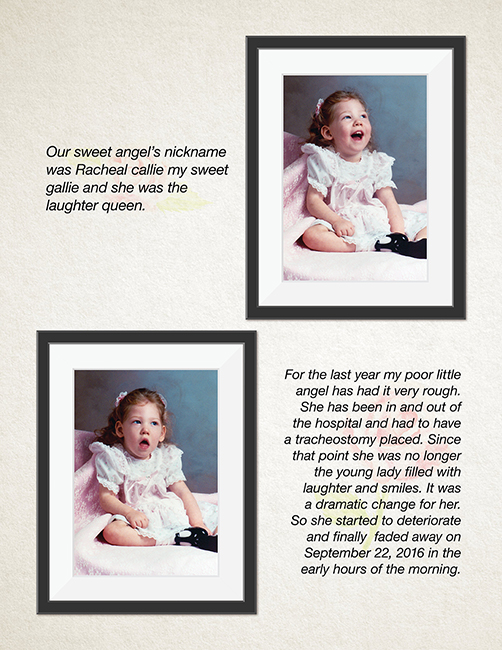 Our sweet angel's nickname
was Racheal callie my sweet
gallie and she was the
laughter queen.
For the last year my poor little
angel has had it very rough.
She has been in and out of
the hospital and had to have
a tracheostomy placed. Since
that point she was no longer
the young lady filled with
laughter and smiles. It was
a dramatic change for her.
So she started to deteriorate
and finally  faded away on
September 22, 2016 in the
early hours of the morning.